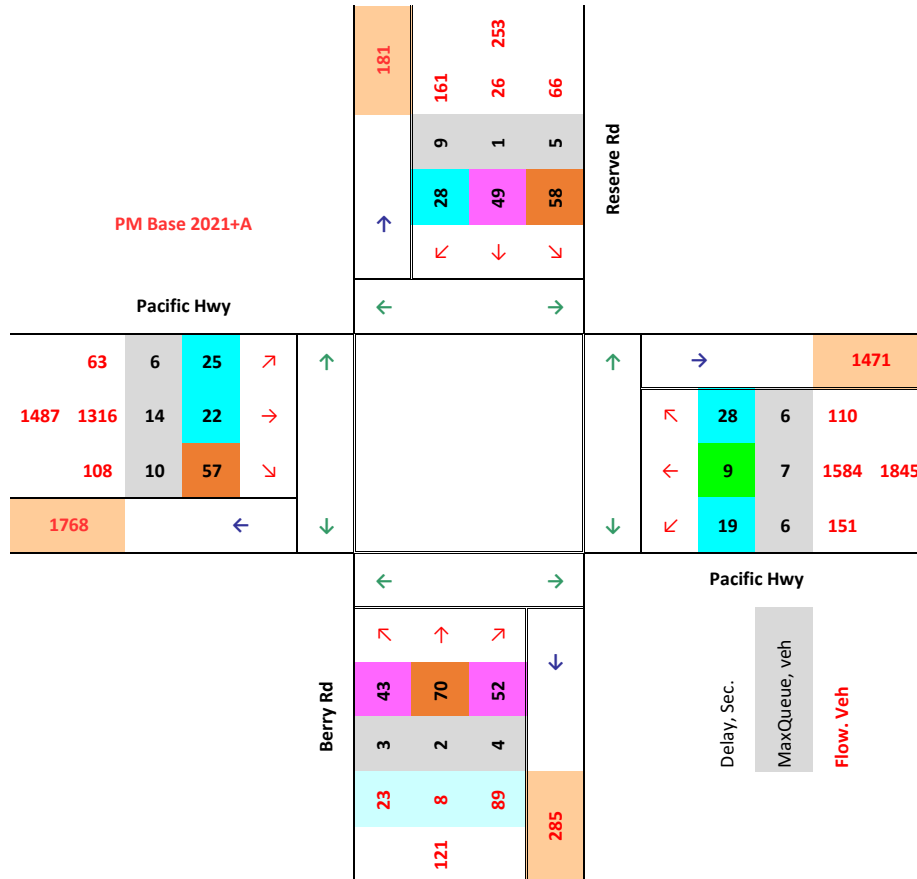 253
181
161 26 66
9 1 5
28 49 58
↑
↙ ↓ ↘
Reserve Rd
PM Base 2021+A
Pacific Hwy
← →
63 6 25 ↗ ↑
1487 1316 14 22 →
108 10 57 ↘
1768 ← ↓
↑ → 1471
↖ 28 6 110
← 9 7 1584 1845
↓ ↙ 19 6 151
Pacific Hwy
← →
↖ ↑ ↗
↓
Berry Rd
43 70 52
3 2 4
23 8 89
285
121
Delay, Sec.
MaxQueue, veh
Flow. Veh